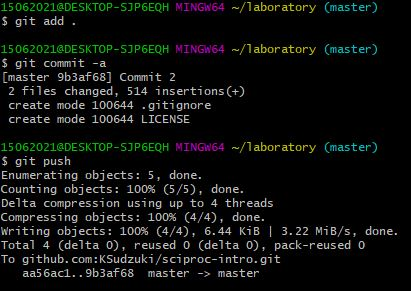 15062021@DESKTOP-SJP6EQH MINGW64 ~/laboratory (master)
$ git add .
15062021@DESKTOP-SJP6EQH MINGW64 ~/laboratory (master)
$ git commit -a
[master 9b3af68] Commit 2
 2 files changed, 514 insertions(+)
 create mode 100644 .gitignore
 create mode 100644 LICENSE
15062021@DESKTOP-SJP6EQH MINGW64 ~/laboratory (master)
$ git push
Enumerating objects: 5, done.
Counting objects: 100% (5/5), done.
Delta compression using up to 4 threads
Compressing objects: 100% (4/4), done.
Writing objects: 100% (4/4), 6.44 KiB | 3.22 MiB/s, done.
Total 4 (delta 0), reused 0 (delta 0), pack-reused 0
To github.com:KSudzuki/sciproc-intro.git
   aa56ac1..9b3af68  master -> master